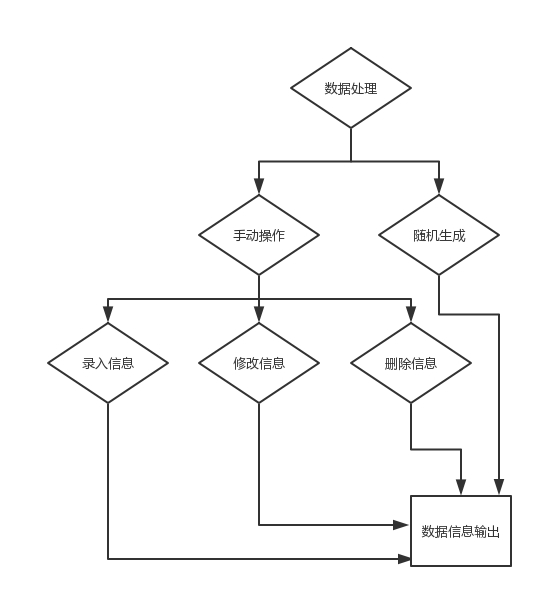 数据处理
手动操作
随机生成
录入信息
修改信息
删除信息
数据信息输出